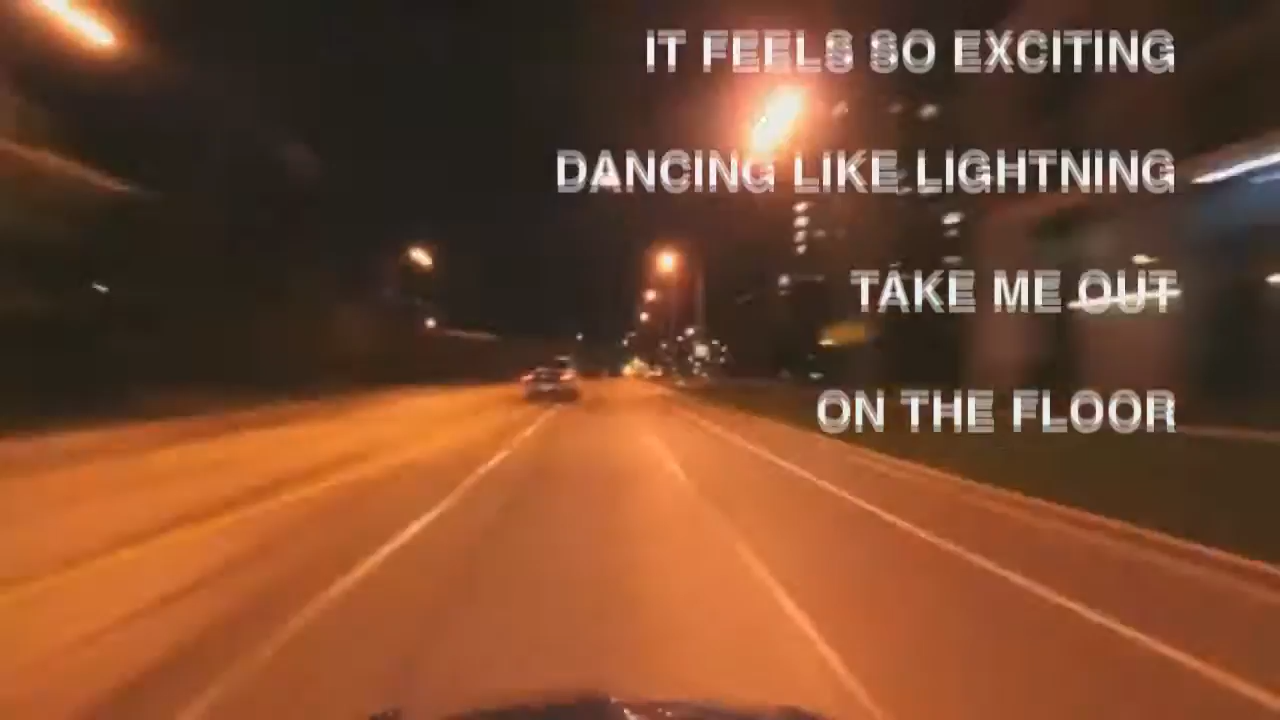 IT FEELS SO EXCITING
DANCING LIKE LIGHTNING
TAKE ME OUT
ON THE FLOOR